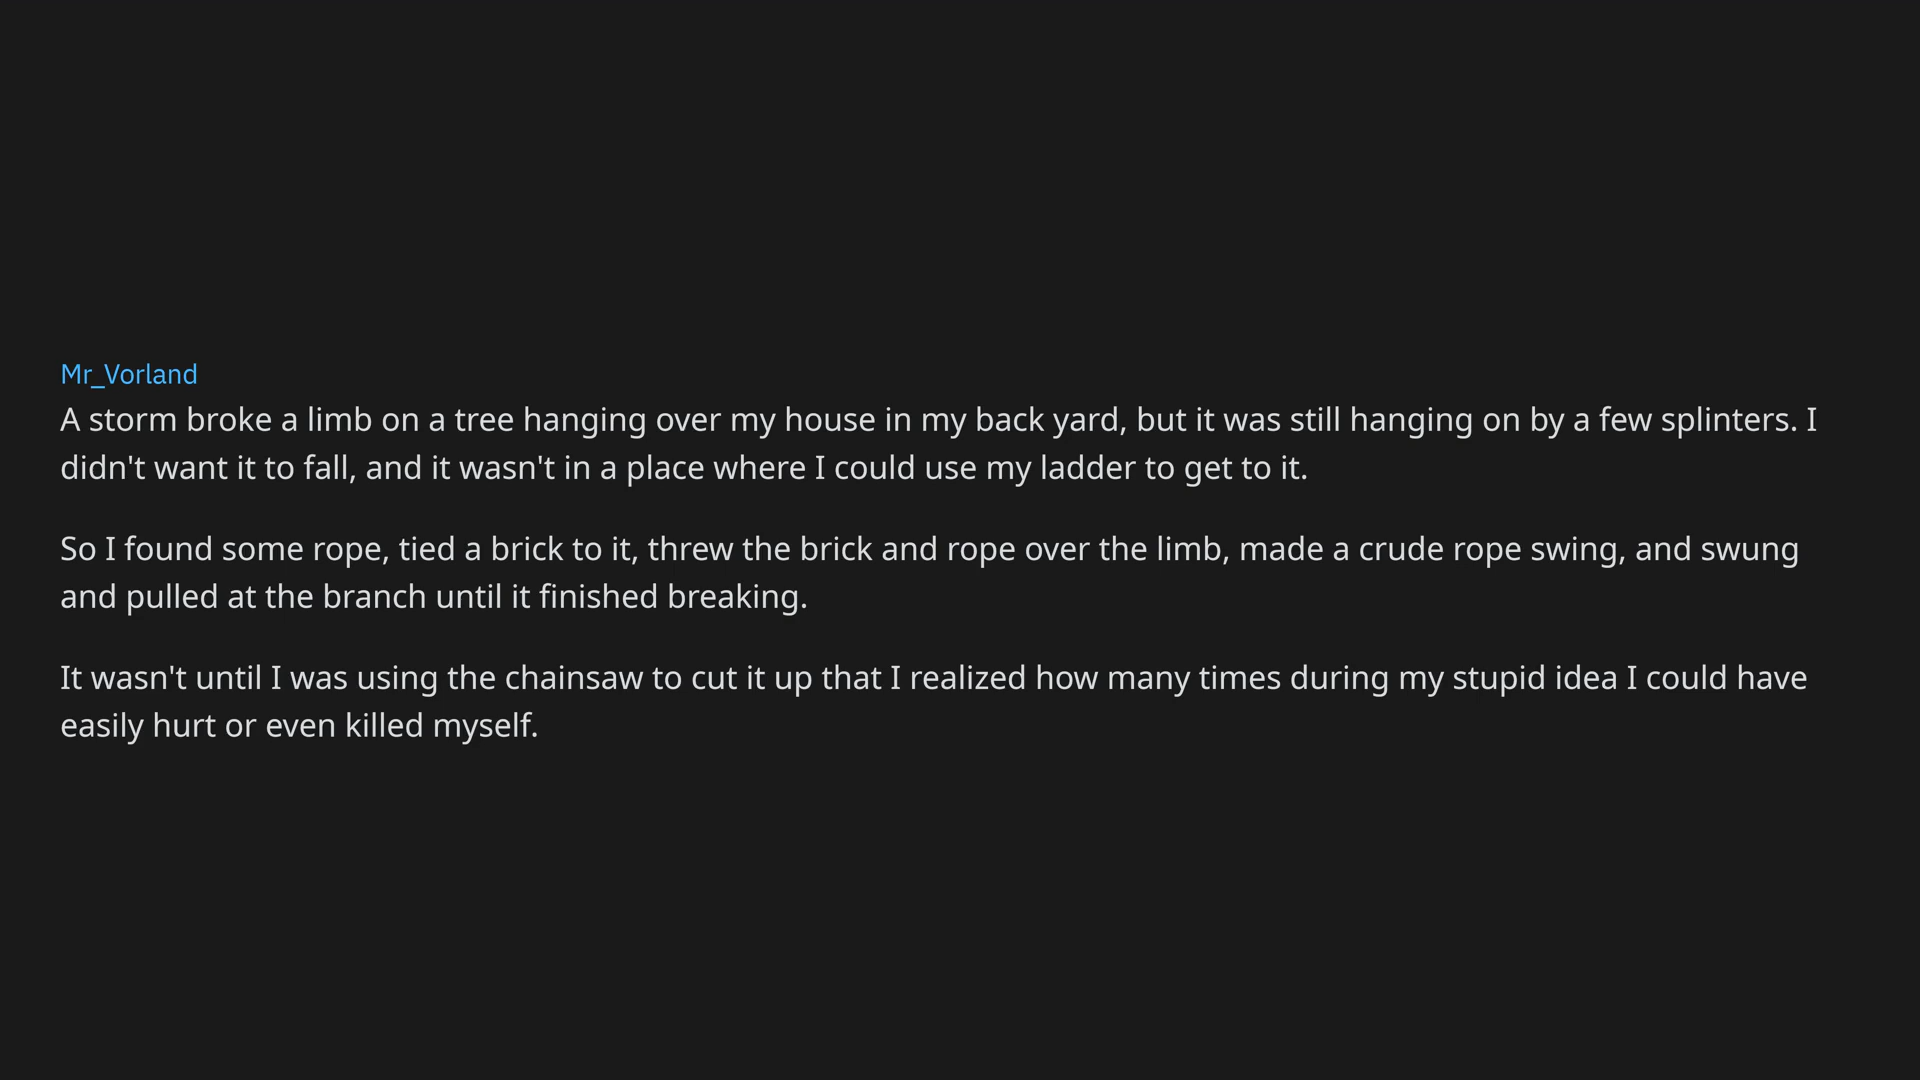 Mr_Vorland
A storm broke a limb on a tree hanging over my house in my back yard, but it was still hanging on by a few splinters. I
didn't want it to fall, and it wasn't in a place where I could use my ladder to get to it.
So I found some rope, tied a brick to it, threw the brick and rope over the limb, made a crude rope swing, and swung
and pulled at the branch until it finished breaking.
It wasn't until I was using the chainsaw to cut it up that I realized how many times during my stupid idea I could have
easily hurt or even killed myself.